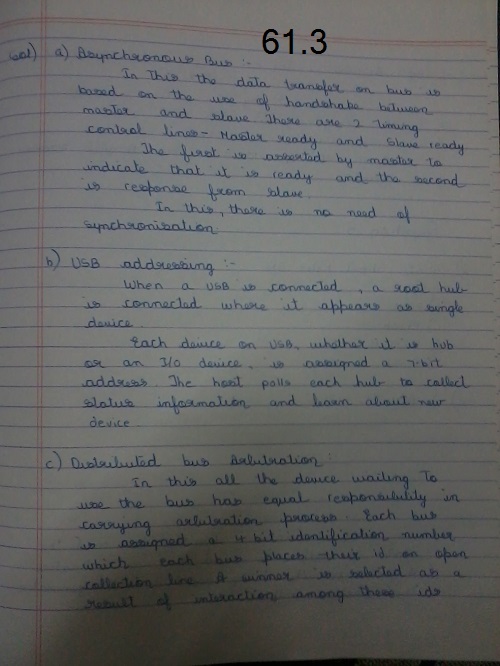 61.3
sol) a) Asynchronous Bus :-
In This the data transfer on bus is
based on the use of handshake between
master and slave There are 2 timing
control lines - Master ready and Slave ready
The first is asserted by master to
indicate that it is ready and the second
is response from slave.
In this, there is no need of
synchronisation
b) USB addressing :-
When a USB is connected, a root hub
is connected where it appears as single
device.
Each device on USB, whether it is hub
or an I/O device, is assigned a 7-bit
address. The host polls each hub to collect
status information and learn about new
device
c) Distributed bus Arbitration :
In this all the device waiting To
use the bus has equal responsibility in
carrying arbitration process. Each bus
is assigned a 4 bit identification number
which each bus places their id on open
collection line A winner is selected as a
result of interaction among these ids